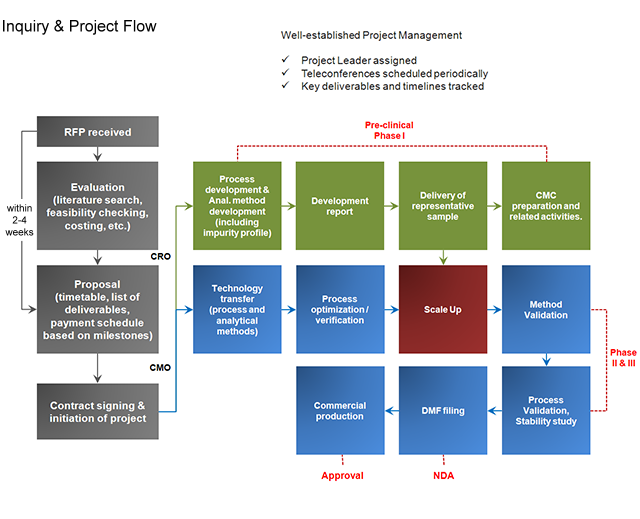 Inquiry & Project Flow
Well-established Project Management
✓ Project Leader assigned
✓ Teleconferences scheduled periodically
✓ Key deliverables and timelines tracked
RFP received
within
2-4
weeks
Evaluation
(literature search,
feasibility checking,
costing, etc.)
Proposal
(timetable, list of
deliverables,
payment schedule
based on milestones)
Contract signing &
initiation of project
CRO
CMO
Pre-clinical
Phase I
Process
development &
Anal. method
development
(including
impurity profile)
Development
report
Delivery of
representative
sample
CMC
preparation and
related activities.
Technology
transfer
(process and
analytical
methods)
Process
optimization /
verification
Scale Up
Method
Validation
Phase
II & III
Commercial
production
DMF filing
Process
Validation,
Stability study
Approval
NDA